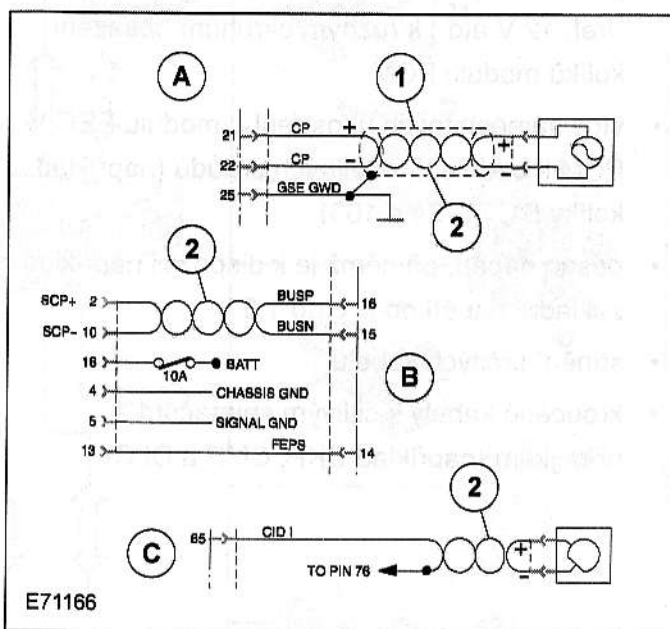 A
1
21 CP +
+
22 CP -
-
25 GSE GWD
2
2
SCP+ 2 BUSP 16
SCP- 10 BUSN 15
16 10A BATT
B
4 CHASSIS GND
5 SIGNAL GND
13 FEPS 14
2
C
65 CID I +
TO PIN 76 -
E71166